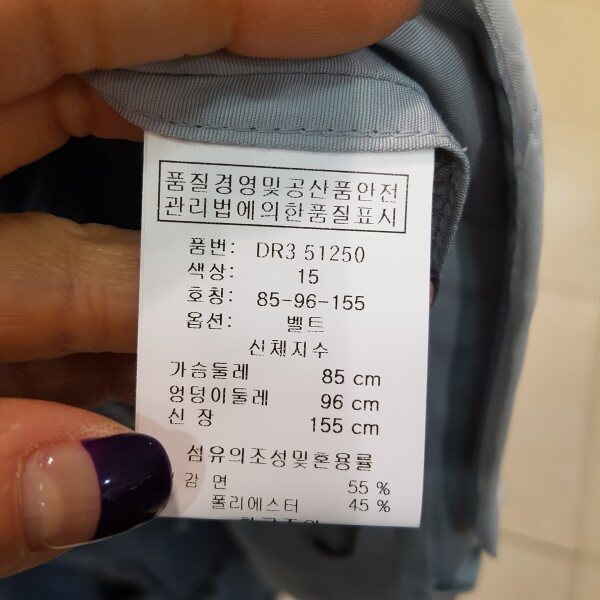 품질경영및공산품안전
관리법에의한품질표시
품번: DR3 51250
색상: 15
호칭: 85-96-155
옵션: 벨트
신체지수
가슴둘레 85 cm
엉덩이둘레 96 cm
신 장 155 cm
섬유의조성및혼용률
감 면 55 %
폴리에스터 45 %